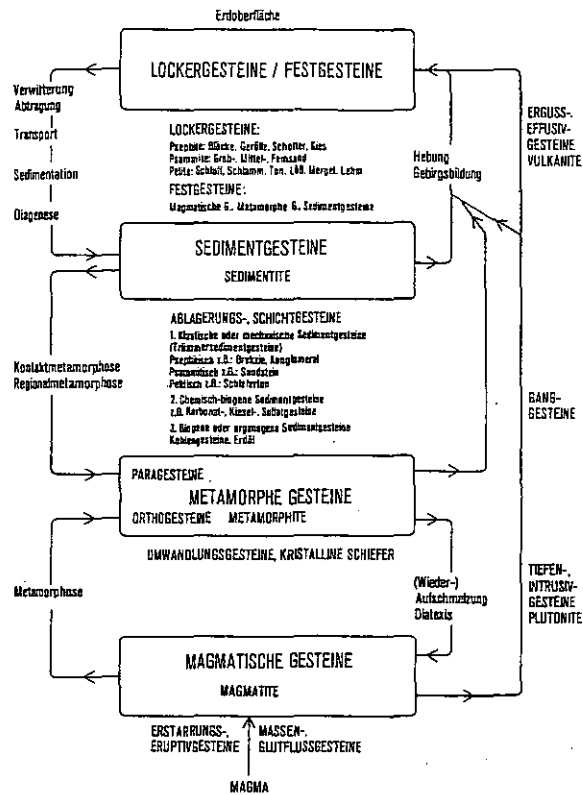 Erdoberfläche
LOCKERGESTEINE / FESTGESTEINE
Verwitterung
Abtragung
Transport
Sedimentation
Diagenese
LOCKERGESTEINE:
Psephite: Blöcke, Gerölle, Schotter, Kies
Psammite: Grob-, Mittel-, Feinsand
Pelite: Schluff, Schlamm, Ton, Löß, Mergel, Lehm
FESTGESTEINE:
Magmatische G., Metamorphe G., Sedimentgesteine
Hebung
Gebirgsbildung
ERGUSS-,
EFFUSIV-
GESTEINE
VULKANITE
SEDIMENTGESTEINE
SEDIMENTITE
ABLAGERUNGS-, SCHICHTGESTEINE
1. Klastische oder mechanische Sedimentgesteine
(Trümmersedimentgesteine)
Psephitisch z.B.: Brekzie, Konglomerat
Psammitisch z.B.: Sandstein
Pelitisch z.B.: Schieferton
2. Chemisch-biogene Sedimentgesteine
z.B. Karbonat-, Kiesel-, Salzgesteine
3. Biogene oder organogene Sedimentgesteine
Kohlengesteine, Erdöl
Kontaktmetamorphose
Regionalmetamorphose
GANG-
GESTEINE
PARAGESTEINE
METAMORPHE GESTEINE
ORTHOGESTEINE METAMORPHITE
UMWANDLUNGSGESTEINE, KRISTALLINE SCHIEFER
Metamorphose
(Wieder-)
Aufschmelzung
Diatexis
TIEFEN-,
INTRUSIV-
GESTEINE
PLUTONITE
MAGMATISCHE GESTEINE
MAGMATITE
ERSTARRUNGS-,
ERUPTIVGESTEINE
MASSEN-,
GLUTFLUSSGESTEINE
MAGMA